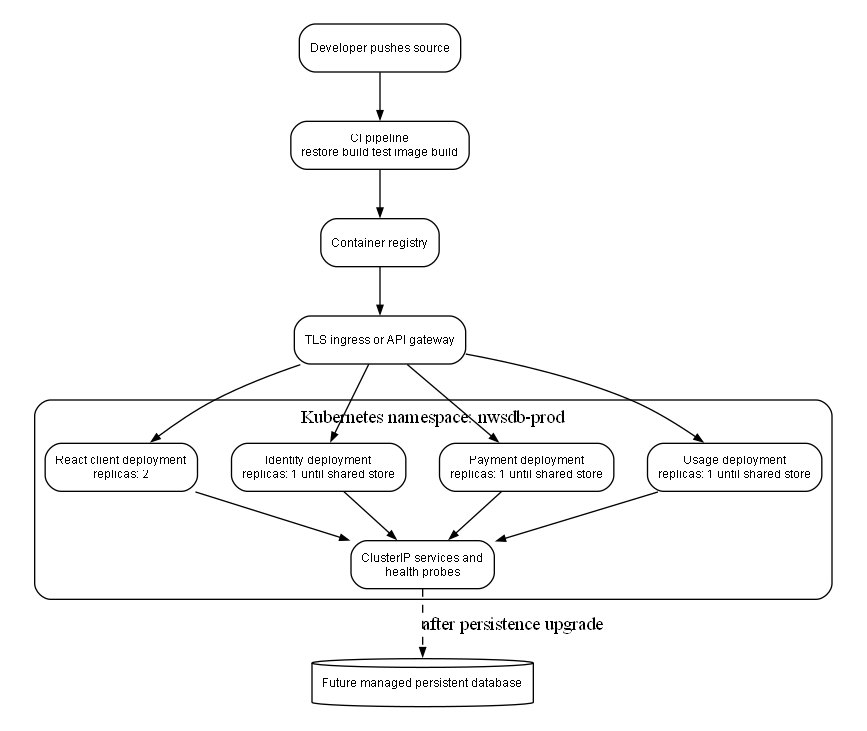 Developer pushes source
CI pipeline
restore build test image build
Container registry
TLS ingress or API gateway
Kubernetes namespace: nwsdb-prod
React client deployment
replicas: 2
Identity deployment
replicas: 1 until shared store
Payment deployment
replicas: 1 until shared store
Usage deployment
replicas: 1 until shared store
ClusterIP services and
health probes
after persistence upgrade
Future managed persistent database